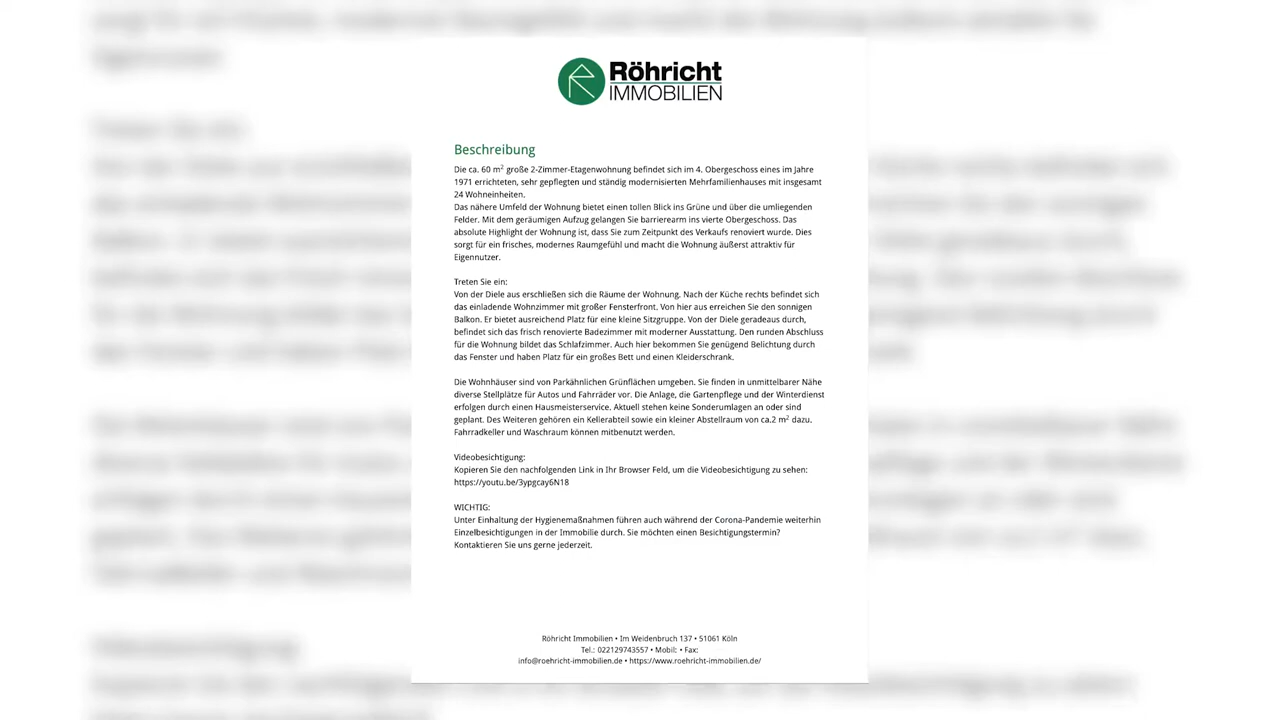 Röhricht
IMMOBILIEN
Beschreibung
Die ca. 60 m² große 2-Zimmer-Etagenwohnung befindet sich im 4. Obergeschoss eines im Jahre
1971 errichteten, sehr gepflegten und ständig modernisierten Mehrfamilienhauses mit insgesamt
24 Wohneinheiten.
Das nähere Umfeld der Wohnung bietet einen tollen Blick ins Grüne und über die umliegenden
Felder. Mit dem geräumigen Aufzug gelangen Sie barrierearm ins vierte Obergeschoss. Das
absolute Highlight der Wohnung ist, dass Sie zum Zeitpunkt des Verkaufs renoviert wurde. Dies
sorgt für ein frisches, modernes Raumgefühl und macht die Wohnung äußerst attraktiv für
Eigennutzer.
Treten Sie ein:
Von der Diele aus erschließen sich die Räume der Wohnung. Nach der Küche rechts befindet sich
das einladende Wohnzimmer mit großer Fensterfront. Von hier aus erreichen Sie den sonnigen
Balkon. Er bietet ausreichend Platz für eine kleine Sitzgruppe. Von der Diele geradeaus durch,
befindet sich das frisch renovierte Badezimmer mit moderner Ausstattung. Den runden Abschluss
für die Wohnung bildet das Schlafzimmer. Auch hier bekommen Sie genügend Belichtung durch
das Fenster und haben Platz für ein großes Bett und einen Kleiderschrank.
Die Wohnhäuser sind von Parkähnlichen Grünflächen umgeben. Sie finden in unmittelbarer Nähe
diverse Stellplätze für Autos und Fahrräder vor. Die Anlage, die Gartenpflege und der Winterdienst
erfolgen durch einen Hausmeisterservice. Aktuell stehen keine Sonderumlagen an oder sind
geplant. Des Weiteren gehören ein Kellerabteil sowie ein kleiner Abstellraum von ca.2 m² dazu.
Fahrradkeller und Waschraum können mitbenutzt werden.
Videobesichtigung:
Kopieren Sie den nachfolgenden Link in Ihr Browser Feld, um die Videobesichtigung zu sehen:
https://youtu.be/3ypgcay6N18
WICHTIG:
Unter Einhaltung der Hygienemaßnahmen führen auch während der Corona-Pandemie weiterhin
Einzelbesichtigungen in der Immobilie durch. Sie möchten einen Besichtigungstermin?
Kontaktieren Sie uns gerne jederzeit.
Röhricht Immobilien • Im Weidenbruch 137 • 51061 Köln
Tel.: 022129743557 • Mobil: • Fax:
info@roehricht-immobilien.de • https://www.roehricht-immobilien.de/